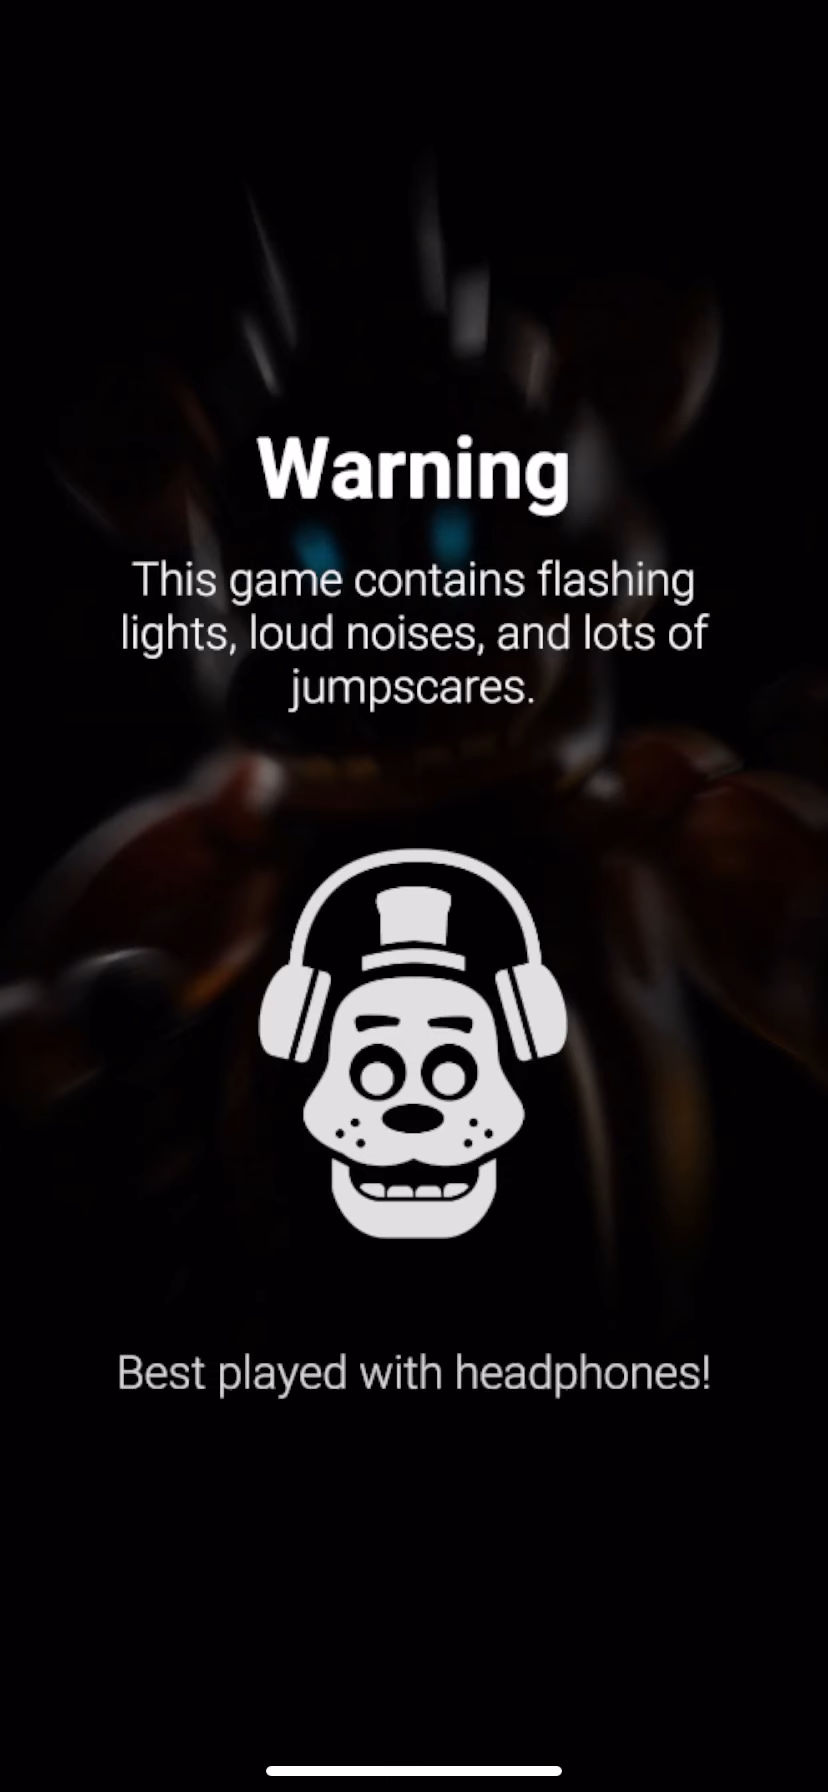 Warning
This game contains flashing
lights, loud noises, and lots of
jumpscares.
Best played with headphones!